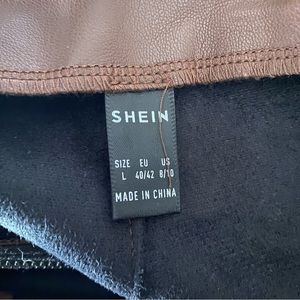 SHEIN
SIZE EU US
L 40/42 8/10
MADE IN CHINA